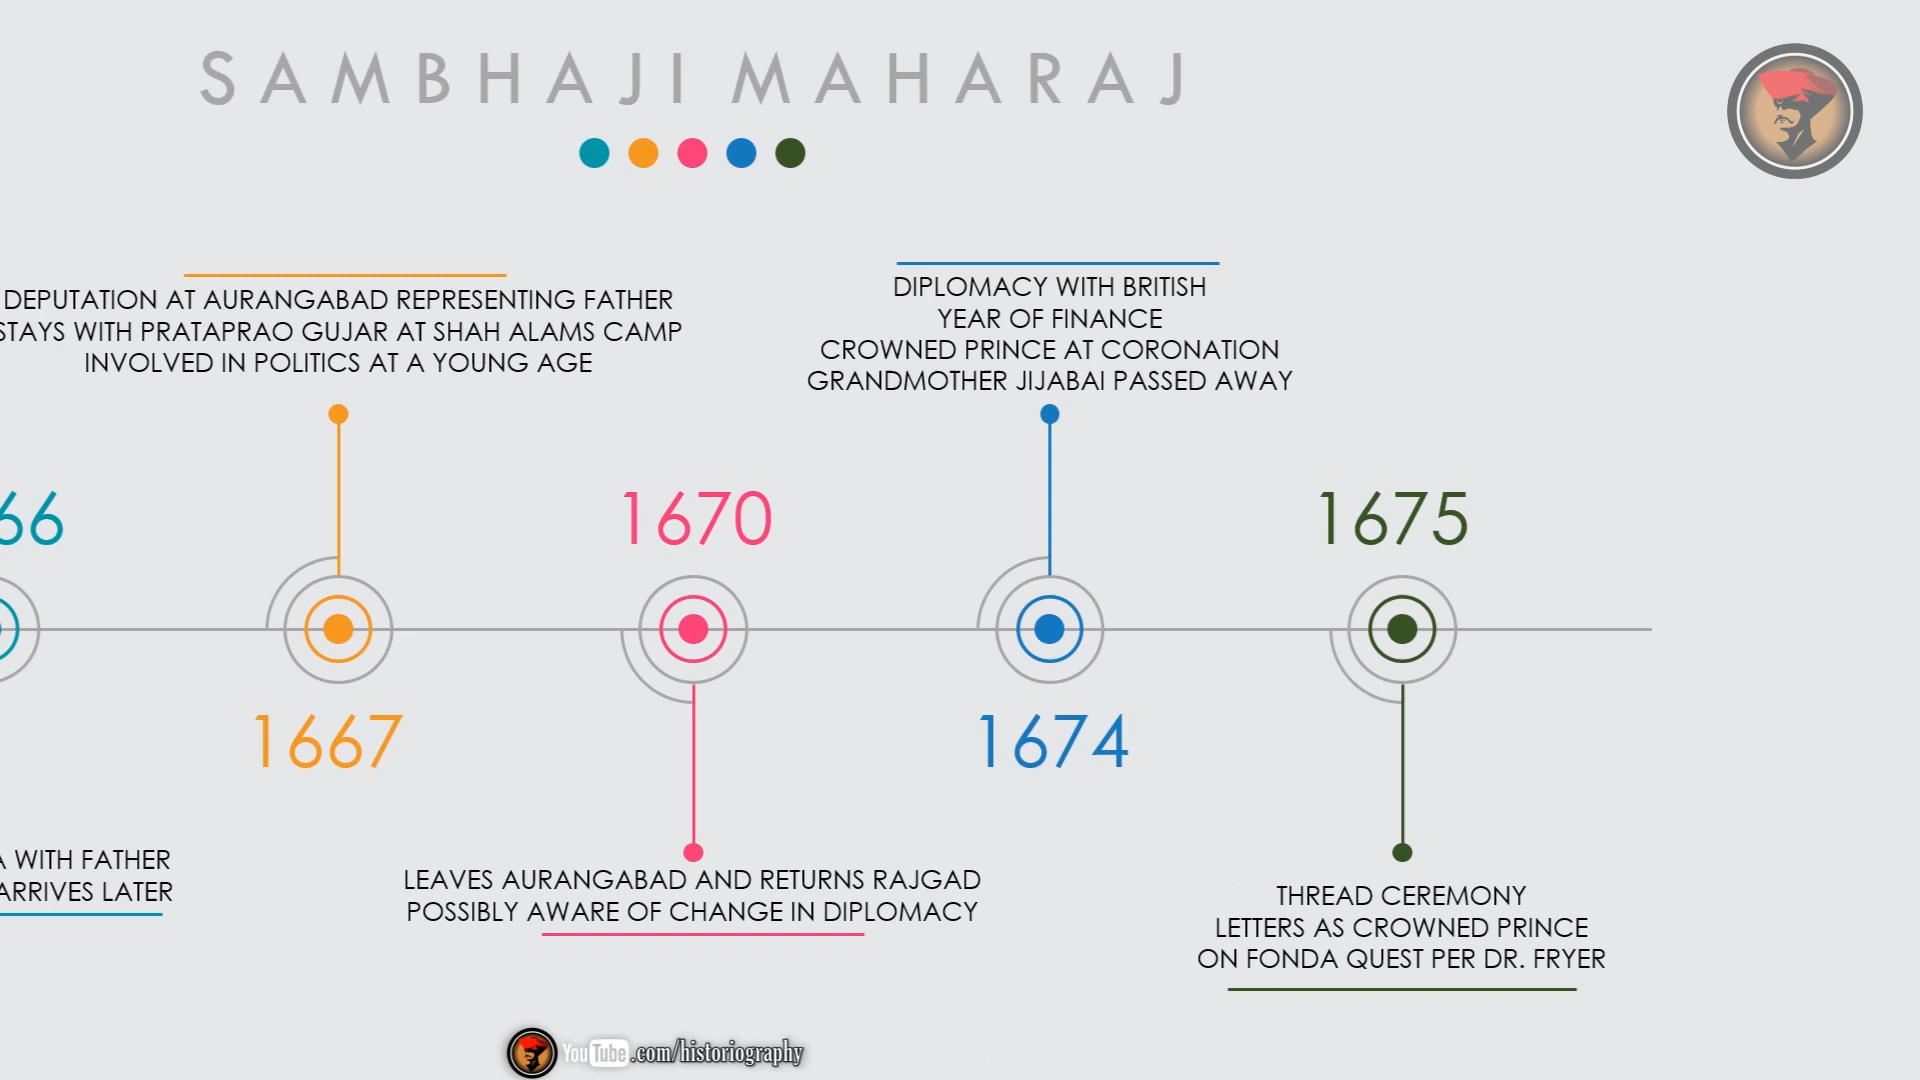 SAMBHAJI MAHARAJ
DEPUTATION AT AURANGABAD REPRESENTING FATHER
STAYS WITH PRATAPRAO GUJAR AT SHAH ALAMS CAMP
INVOLVED IN POLITICS AT A YOUNG AGE
DIPLOMACY WITH BRITISH
YEAR OF FINANCE
CROWNED PRINCE AT CORONATION
GRANDMOTHER JIJABAI PASSED AWAY
66
1670
1675
1667
1674
WITH FATHER
ARRIVES LATER
LEAVES AURANGABAD AND RETURNS RAJGAD
POSSIBLY AWARE OF CHANGE IN DIPLOMACY
THREAD CEREMONY
LETTERS AS CROWNED PRINCE
ON FONDA QUEST PER DR. FRYER
YouTube.com/historiography